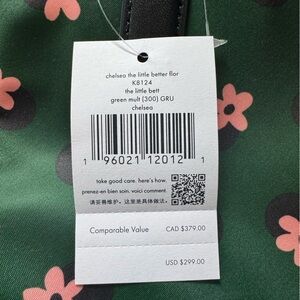 chelsea the little better flor
K8124
the little bett
green mult (300) GRU
chelsea
1 96021 12012 1
take good care. here's how.
prenez-en bien soin. voici comment.
请妥善维护。这里是具体做法。
Comparable Value CAD $379.00
USD $299.00